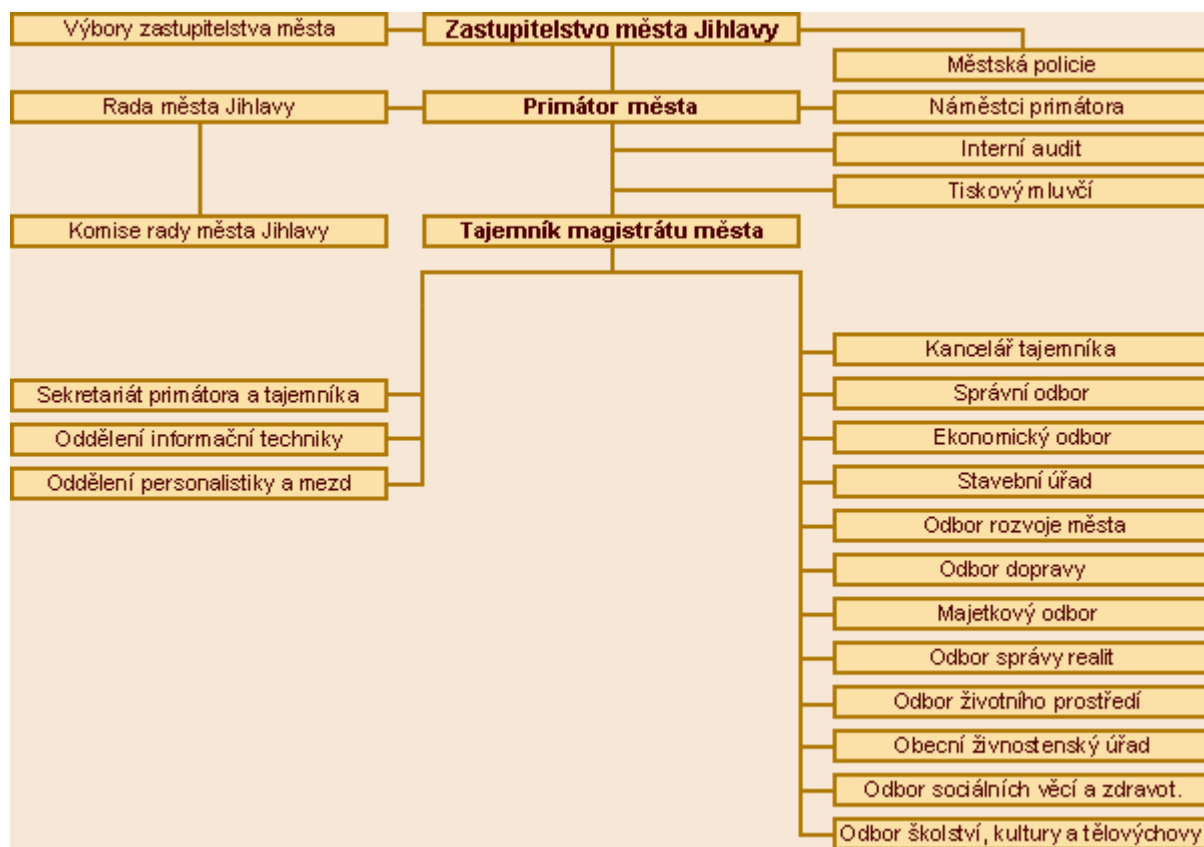 Výbory zastupitelstva města
Zastupitelstvo města Jihlavy
Městská policie
Rada města Jihlavy
Primátor města
Náměstci primátora
Interní audit
Tiskový mluvčí
Komise rady města Jihlavy
Tajemník magistrátu města
Kancelář tajemníka
Sekretariát primátora a tajemníka
Správní odbor
Oddělení informační techniky
Ekonomický odbor
Oddělení personalistiky a mezd
Stavební úřad
Odbor rozvoje města
Odbor dopravy
Majetkový odbor
Odbor správy realit
Odbor životního prostředí
Obecní živnostenský úřad
Odbor sociálních věcí a zdravot.
Odbor školství, kultury a tělovýchovy